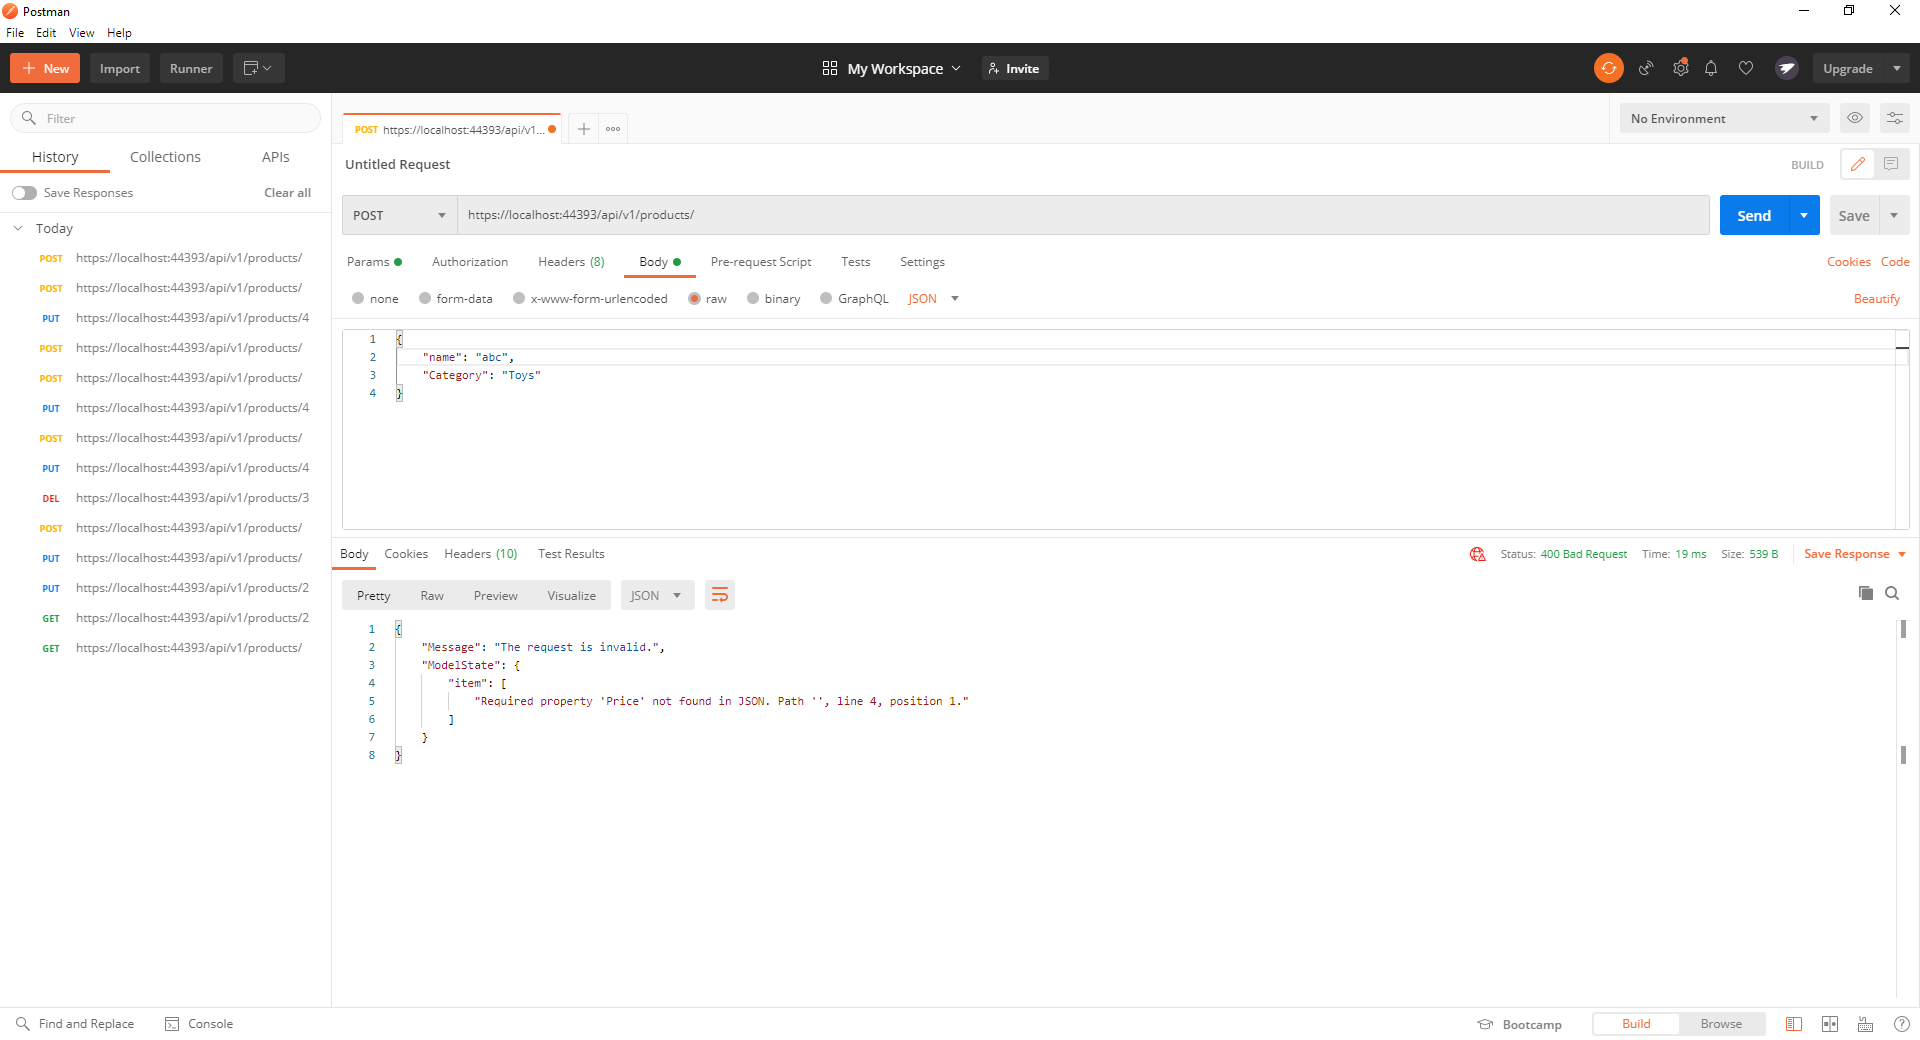 Postman
File Edit View Help
New Import Runner My Workspace Invite Upgrade
Filter
History Collections APIs
Save Responses Clear all
Today
POST https://localhost:44393/api/v1/products/
POST https://localhost:44393/api/v1/products/
PUT https://localhost:44393/api/v1/products/4
POST https://localhost:44393/api/v1/products/
POST https://localhost:44393/api/v1/products/
PUT https://localhost:44393/api/v1/products/4
POST https://localhost:44393/api/v1/products/
PUT https://localhost:44393/api/v1/products/4
DEL https://localhost:44393/api/v1/products/3
POST https://localhost:44393/api/v1/products/
PUT https://localhost:44393/api/v1/products/
PUT https://localhost:44393/api/v1/products/2
GET https://localhost:44393/api/v1/products/2
GET https://localhost:44393/api/v1/products/
POST https://localhost:44393/api/v1...
No Environment
Untitled Request BUILD
POST https://localhost:44393/api/v1/products/ Send Save
Params Authorization Headers (8) Body Pre-request Script Tests Settings Cookies Code
none form-data x-www-form-urlencoded raw binary GraphQL JSON Beautify
1 {
2 "name": "abc",
3 "Category": "Toys"
4 }
Body Cookies Headers (10) Test Results Status: 400 Bad Request Time: 19 ms Size: 539 B Save Response
Pretty Raw Preview Visualize JSON
1 {
2 "Message": "The request is invalid.",
3 "ModelState": {
4 "item": [
5 "Required property 'Price' not found in JSON. Path '', line 4, position 1."
6 ]
7 }
8 }
Find and Replace Console Bootcamp Build Browse